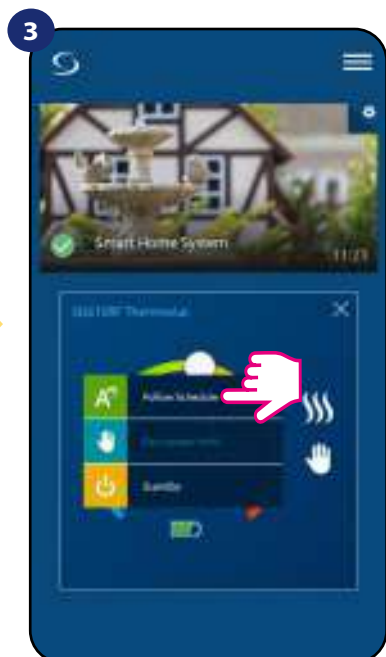 3
Smart Home System
11:23
Thermostat
A
Follow Schedule
Standby